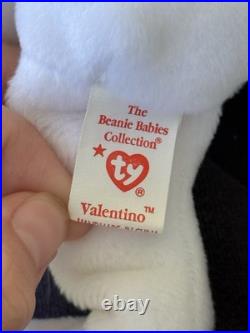 The
Beanie Babies
Collection®
ty
®
Valentino™